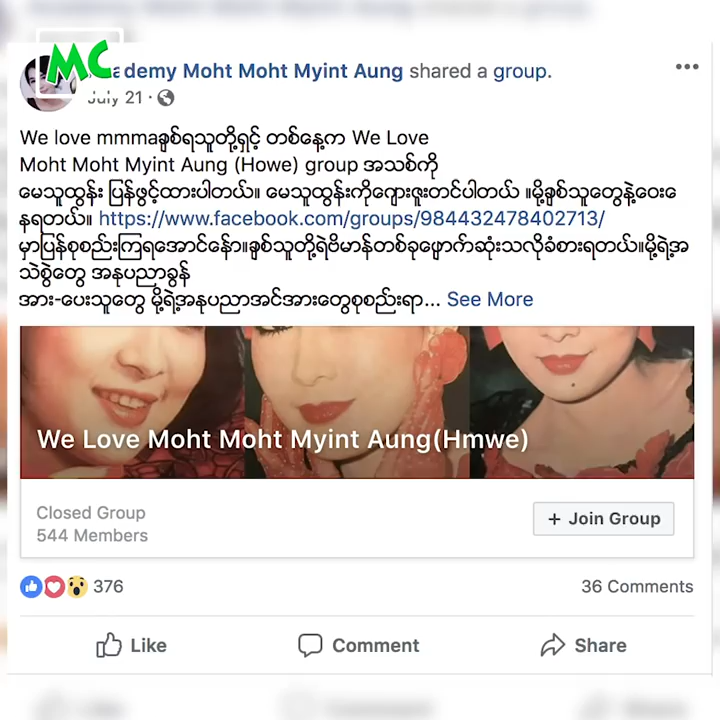 MC
ademy Moht Moht Myint Aung shared a group.
July 21
We love mmmaချစ်ရသူတို့ရှင့် တစ်နေ့က We Love
Moht Moht Myint Aung (Howe) group အသစ်ကို
မေသူထွန်း ပြန်ဖွင့်ထားပါတယ်။ မေသူထွန်းကိုကျေးဇူးတင်ပါတယ် ။မို့ချစ်သူတွေနဲ့ဝေးနေ
နေရတယ်။ https://www.facebook.com/groups/984432478402713/
မှာပြန်စုစည်းကြရအောင်နော်။ချစ်သူတို့ရဲဗိမာန်တစ်ခုဖျောက်ဆုံးသလိုခံစားရတယ်။မို့ရဲ့အ
သဲစွဲတွေ အနုပညာခွန်
အား-ပေးသူတွေ မို့ရဲ့အနုပညာအင်အားတွေစုစည်းရာ... See More
We Love Moht Moht Myint Aung(Hmwe)
Closed Group
544 Members
+ Join Group
376
36 Comments
Like
Comment
Share